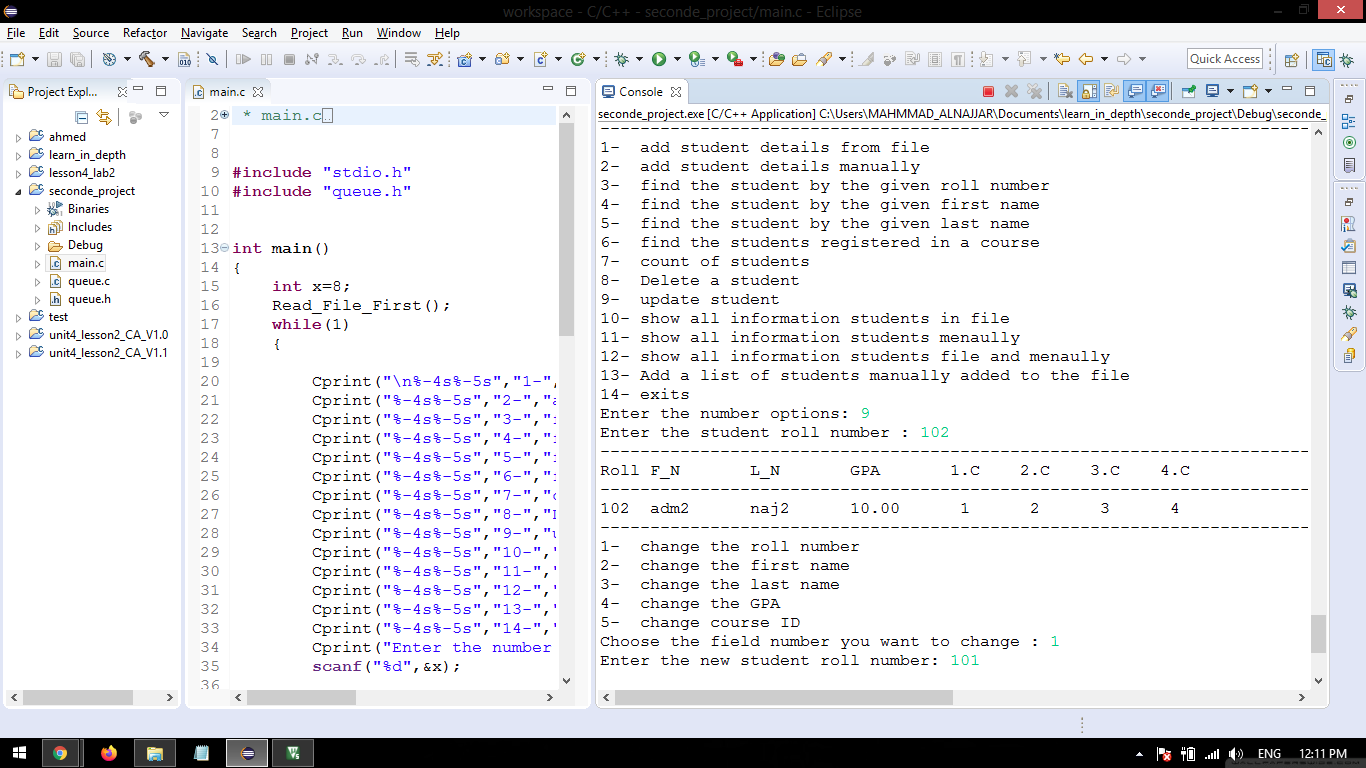 workspace - C/C++ - seconde_project/main.c - Eclipse
File Edit Source Refactor Navigate Search Project Run Window Help
Quick Access
Project Expl...
ahmed
learn_in_depth
lesson4_lab2
seconde_project
Binaries
Includes
Debug
main.c
queue.c
queue.h
test
unit4_lesson2_CA_V1.0
unit4_lesson2_CA_V1.1
main.c
2 * main.c
7
8
9 #include "stdio.h"
10 #include "queue.h"
11
12
13 int main()
14 {
15 int x=8;
16 Read_File_First();
17 while(1)
18 {
19
20 Cprint("\n%-4s%-5s","1-",
21 Cprint("%-4s%-5s","2-","a
22 Cprint("%-4s%-5s","3-","
23 Cprint("%-4s%-5s","4-","
24 Cprint("%-4s%-5s","5-","
25 Cprint("%-4s%-5s","6-","
26 Cprint("%-4s%-5s","7-","c
27 Cprint("%-4s%-5s","8-","
28 Cprint("%-4s%-5s","9-","u
29 Cprint("%-4s%-5s","10-","
30 Cprint("%-4s%-5s","11-","
31 Cprint("%-4s%-5s","12-","
32 Cprint("%-4s%-5s","13-","
33 Cprint("%-4s%-5s","14-","
34 Cprint("Enter the number
35 scanf("%d",&x);
36
Console
seconde_project.exe [C/C++ Application] C:\Users\MAHMMAD_ALNAJJAR\Documents\learn_in_depth\seconde_project\Debug\seconde_
-----------------------------------------------------------------------
1- add student details from file
2- add student details manually
3- find the student by the given roll number
4- find the student by the given first name
5- find the student by the given last name
6- find the students registered in a course
7- count of students
8- Delete a student
9- update student
10- show all information students in file
11- show all information students menaully
12- show all information students file and menaully
13- Add a list of students manually added to the file
14- exits
Enter the number options: 9
Enter the student roll number : 102
-----------------------------------------------------------------------
Roll F_N L_N GPA 1.C 2.C 3.C 4.C
-----------------------------------------------------------------------
102 adm2 naj2 10.00 1 2 3 4
-----------------------------------------------------------------------
1- change the roll number
2- change the first name
3- change the last name
4- change the GPA
5- change course ID
Choose the field number you want to change : 1
Enter the new student roll number: 101
ENG 12:11 PM